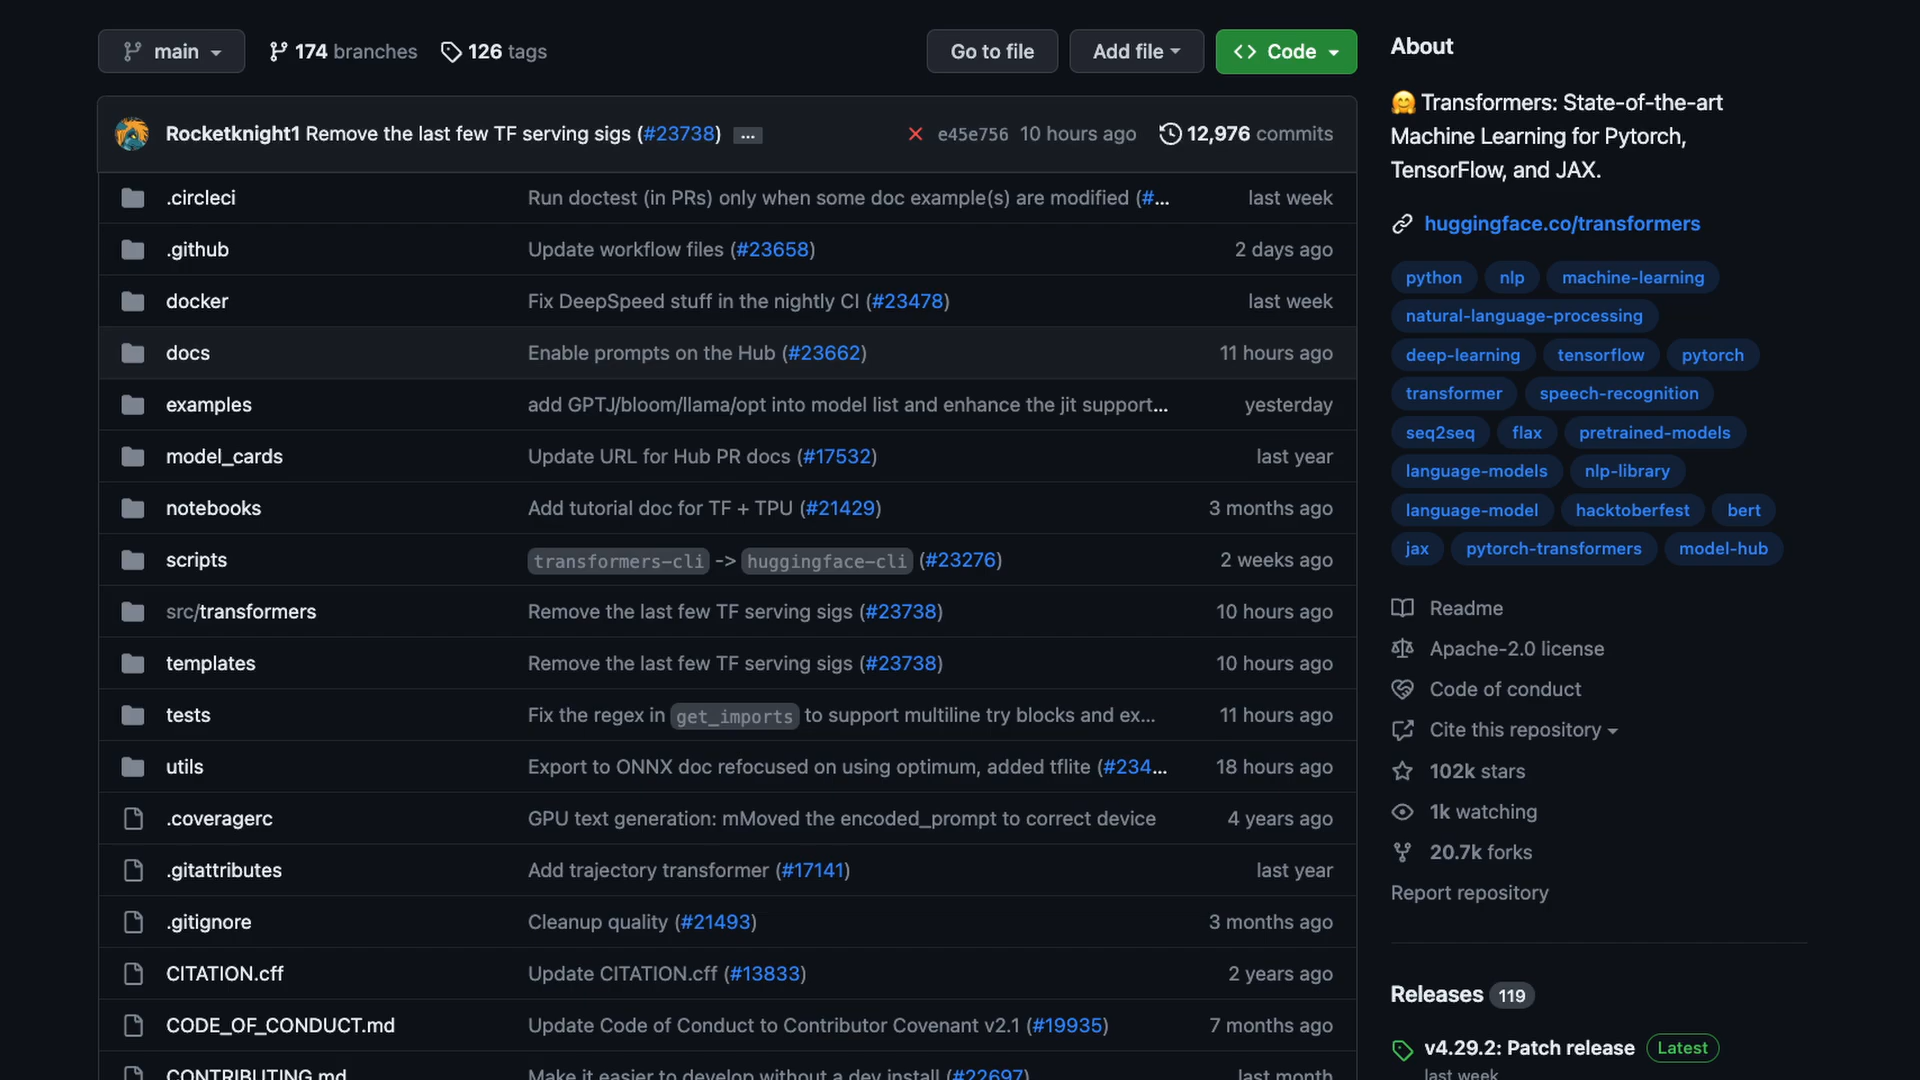 main 174 branches 126 tags Go to file Add file Code
Rocketknight1 Remove the last few TF serving sigs (#23738) ... e45e756 10 hours ago 12,976 commits
.circleci Run doctest (in PRs) only when some doc example(s) are modified (#... last week
.github Update workflow files (#23658) 2 days ago
docker Fix DeepSpeed stuff in the nightly CI (#23478) last week
docs Enable prompts on the Hub (#23662) 11 hours ago
examples add GPTJ/bloom/llama/opt into model list and enhance the jit support... yesterday
model_cards Update URL for Hub PR docs (#17532) last year
notebooks Add tutorial doc for TF + TPU (#21429) 3 months ago
scripts transformers-cli -> huggingface-cli (#23276) 2 weeks ago
src/transformers Remove the last few TF serving sigs (#23738) 10 hours ago
templates Remove the last few TF serving sigs (#23738) 10 hours ago
tests Fix the regex in get_imports to support multiline try blocks and ex... 11 hours ago
utils Export to ONNX doc refocused on using optimum, added tflite (#234... 18 hours ago
.coveragerc GPU text generation: mMoved the encoded_prompt to correct device 4 years ago
.gitattributes Add trajectory transformer (#17141) last year
.gitignore Cleanup quality (#21493) 3 months ago
CITATION.cff Update CITATION.cff (#13833) 2 years ago
CODE_OF_CONDUCT.md Update Code of Conduct to Contributor Covenant v2.1 (#19935) 7 months ago
CONTRIBUTING.md Make it easier to develop without a dev install (#22697) last month
About
🤗 Transformers: State-of-the-art
Machine Learning for Pytorch,
TensorFlow, and JAX.
huggingface.co/transformers
python nlp machine-learning
natural-language-processing
deep-learning tensorflow pytorch
transformer speech-recognition
seq2seq flax pretrained-models
language-models nlp-library
language-model hacktoberfest bert
jax pytorch-transformers model-hub
Readme
Apache-2.0 license
Code of conduct
Cite this repository
102k stars
1k watching
20.7k forks
Report repository
Releases 119
v4.29.2: Patch release Latest
last week